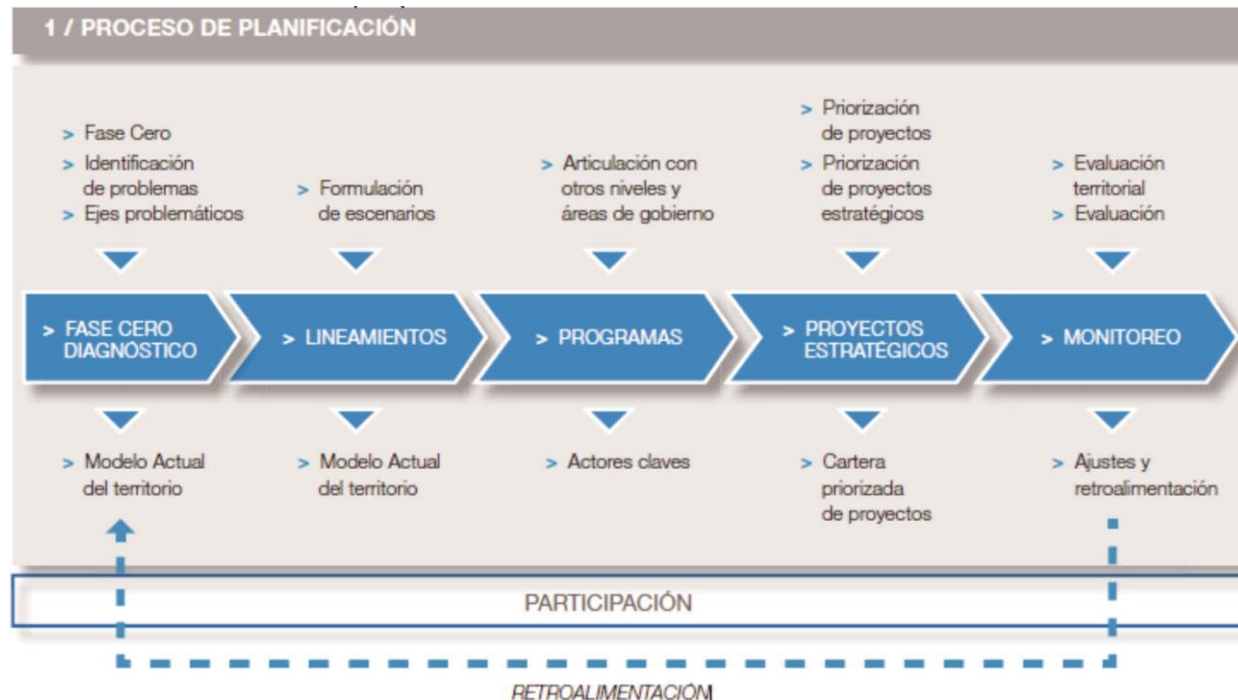 1 / PROCESO DE PLANIFICACIÓN
> Fase Cero
> Identificación
de problemas
> Ejes problemáticos
> Formulación
de escenarios
> Articulación con
otros niveles y
áreas de gobierno
> Priorización
de proyectos
> Priorización
de proyectos
estratégicos
> Evaluación
territorial
> Evaluación
> FASE CERO
DIAGNÓSTICO
> LINEAMIENTOS
> PROGRAMAS
> PROYECTOS
ESTRATÉGICOS
> MONITOREO
> Modelo Actual
del territorio
> Modelo Actual
del territorio
> Actores claves
> Cartera
priorizada
de proyectos
> Ajustes y
retroalimentación
PARTICIPACIÓN
RETROALIMENTACIÓN